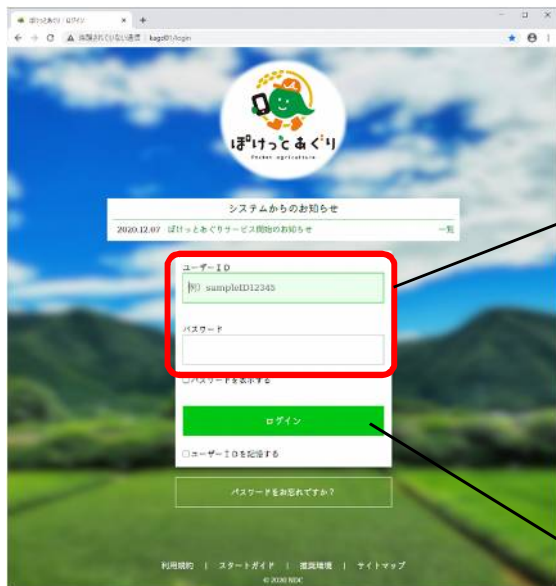 ぽけっとあぐり | ログイン
保護されていない通信 | kagri01/login
ぽけっとあぐり
Pocket agriculture
システムからのお知らせ
2020.12.07 ぽけっとあぐりサービス開始のお知らせ 一覧
ユーザーID
例）sampleID12345
パスワード
パスワードを表示する
ログイン
ユーザーIDを記憶する
パスワードをお忘れですか？
利用規約 | スタートガイド | 推奨環境 | サイトマップ
© 2020 NDC